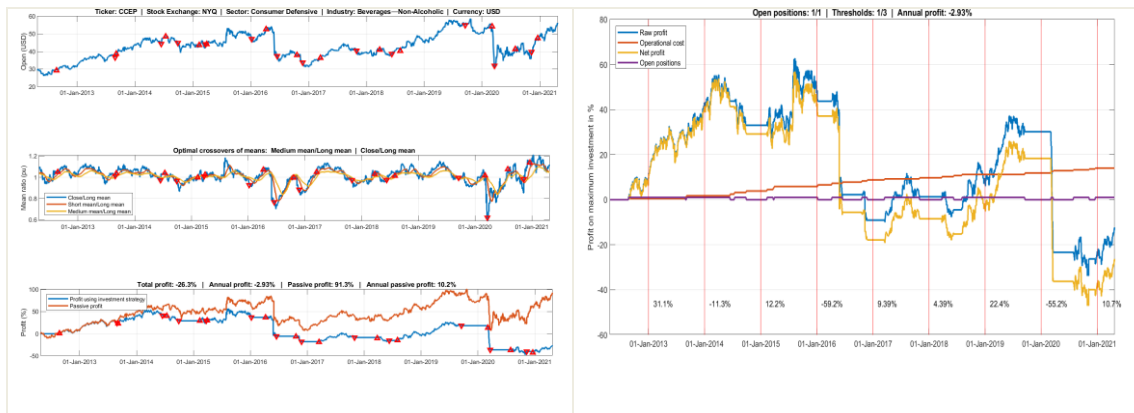 Ticker: CCEP | Stock Exchange: NYQ | Sector: Consumer Defensive | Industry: Beverages—Non-Alcoholic | Currency: USD
Open (USD)
60
50
40
30
20
01-Jan-2013
01-Jan-2014
01-Jan-2015
01-Jan-2016
01-Jan-2017
01-Jan-2018
01-Jan-2019
01-Jan-2020
01-Jan-2021
Optimal crossovers of means: Medium mean/Long mean | Close/Long mean
Mean ratio (pu)
1.2
1
0.8
0.6
Close/Long mean
Short mean/Long mean
Medium mean/Long mean
01-Jan-2013
01-Jan-2014
01-Jan-2015
01-Jan-2016
01-Jan-2017
01-Jan-2018
01-Jan-2019
01-Jan-2020
01-Jan-2021
Total profit: -26.3% | Annual profit: -2.93% | Passive profit: 91.3% | Annual passive profit: 10.2%
Profit (%)
100
50
0
-50
Profit using investment strategy
Passive profit
01-Jan-2013
01-Jan-2014
01-Jan-2015
01-Jan-2016
01-Jan-2017
01-Jan-2018
01-Jan-2019
01-Jan-2020
01-Jan-2021
Open positions: 1/1 | Thresholds: 1/3 | Annual profit: -2.93%
Profit on maximum investment in %
80
60
40
20
0
-20
-40
-60
Raw profit
Operational cost
Net profit
Open positions
31.1%
-11.3%
12.2%
-59.2%
9.39%
4.39%
22.4%
-55.2%
10.7%
01-Jan-2013
01-Jan-2014
01-Jan-2015
01-Jan-2016
01-Jan-2017
01-Jan-2018
01-Jan-2019
01-Jan-2020
01-Jan-2021